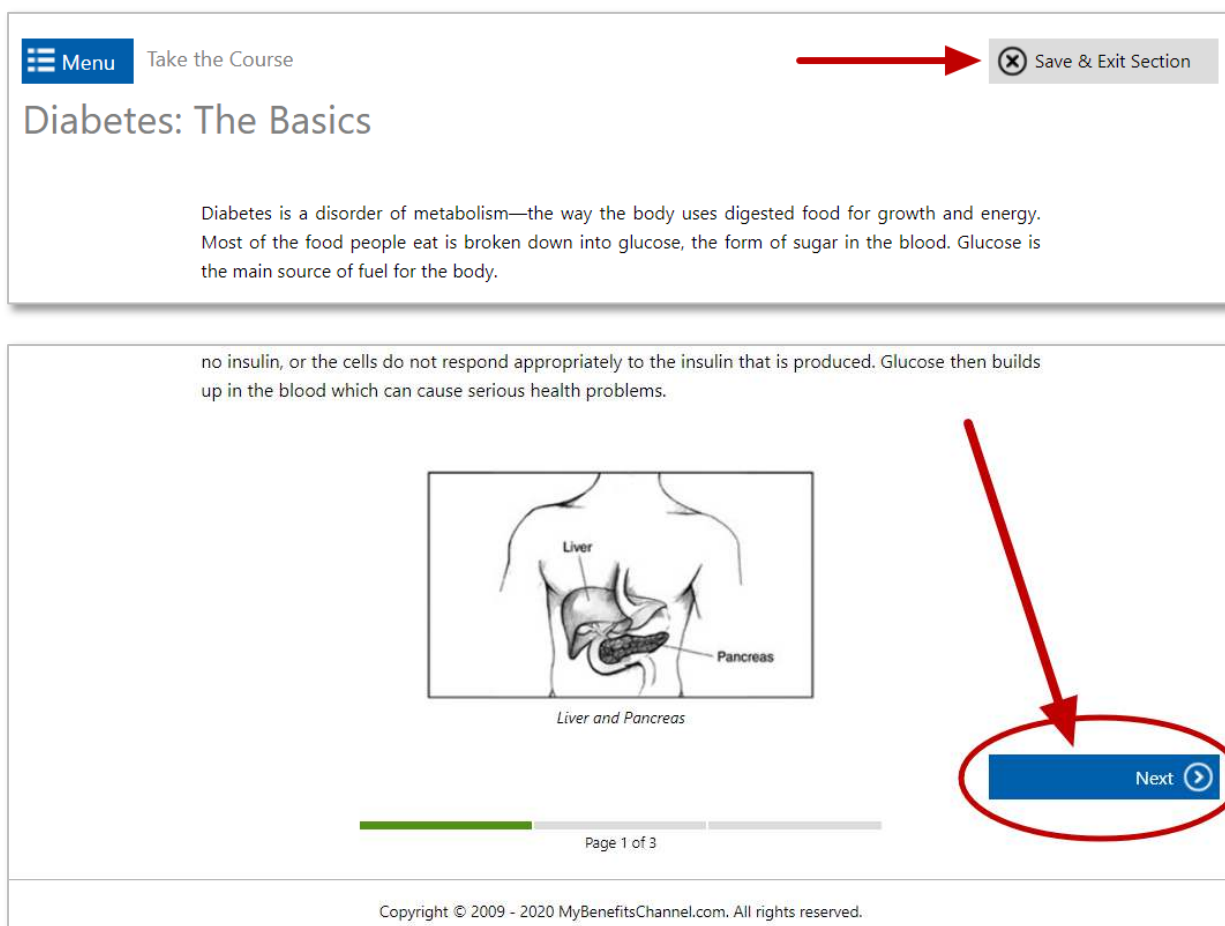 Menu Take the Course Save & Exit Section
Diabetes: The Basics
Diabetes is a disorder of metabolism—the way the body uses digested food for growth and energy.
Most of the food people eat is broken down into glucose, the form of sugar in the blood. Glucose is
the main source of fuel for the body.
no insulin, or the cells do not respond appropriately to the insulin that is produced. Glucose then builds
up in the blood which can cause serious health problems.
Liver
Pancreas
Liver and Pancreas
Next
Page 1 of 3
Copyright © 2009 - 2020 MyBenefitsChannel.com. All rights reserved.